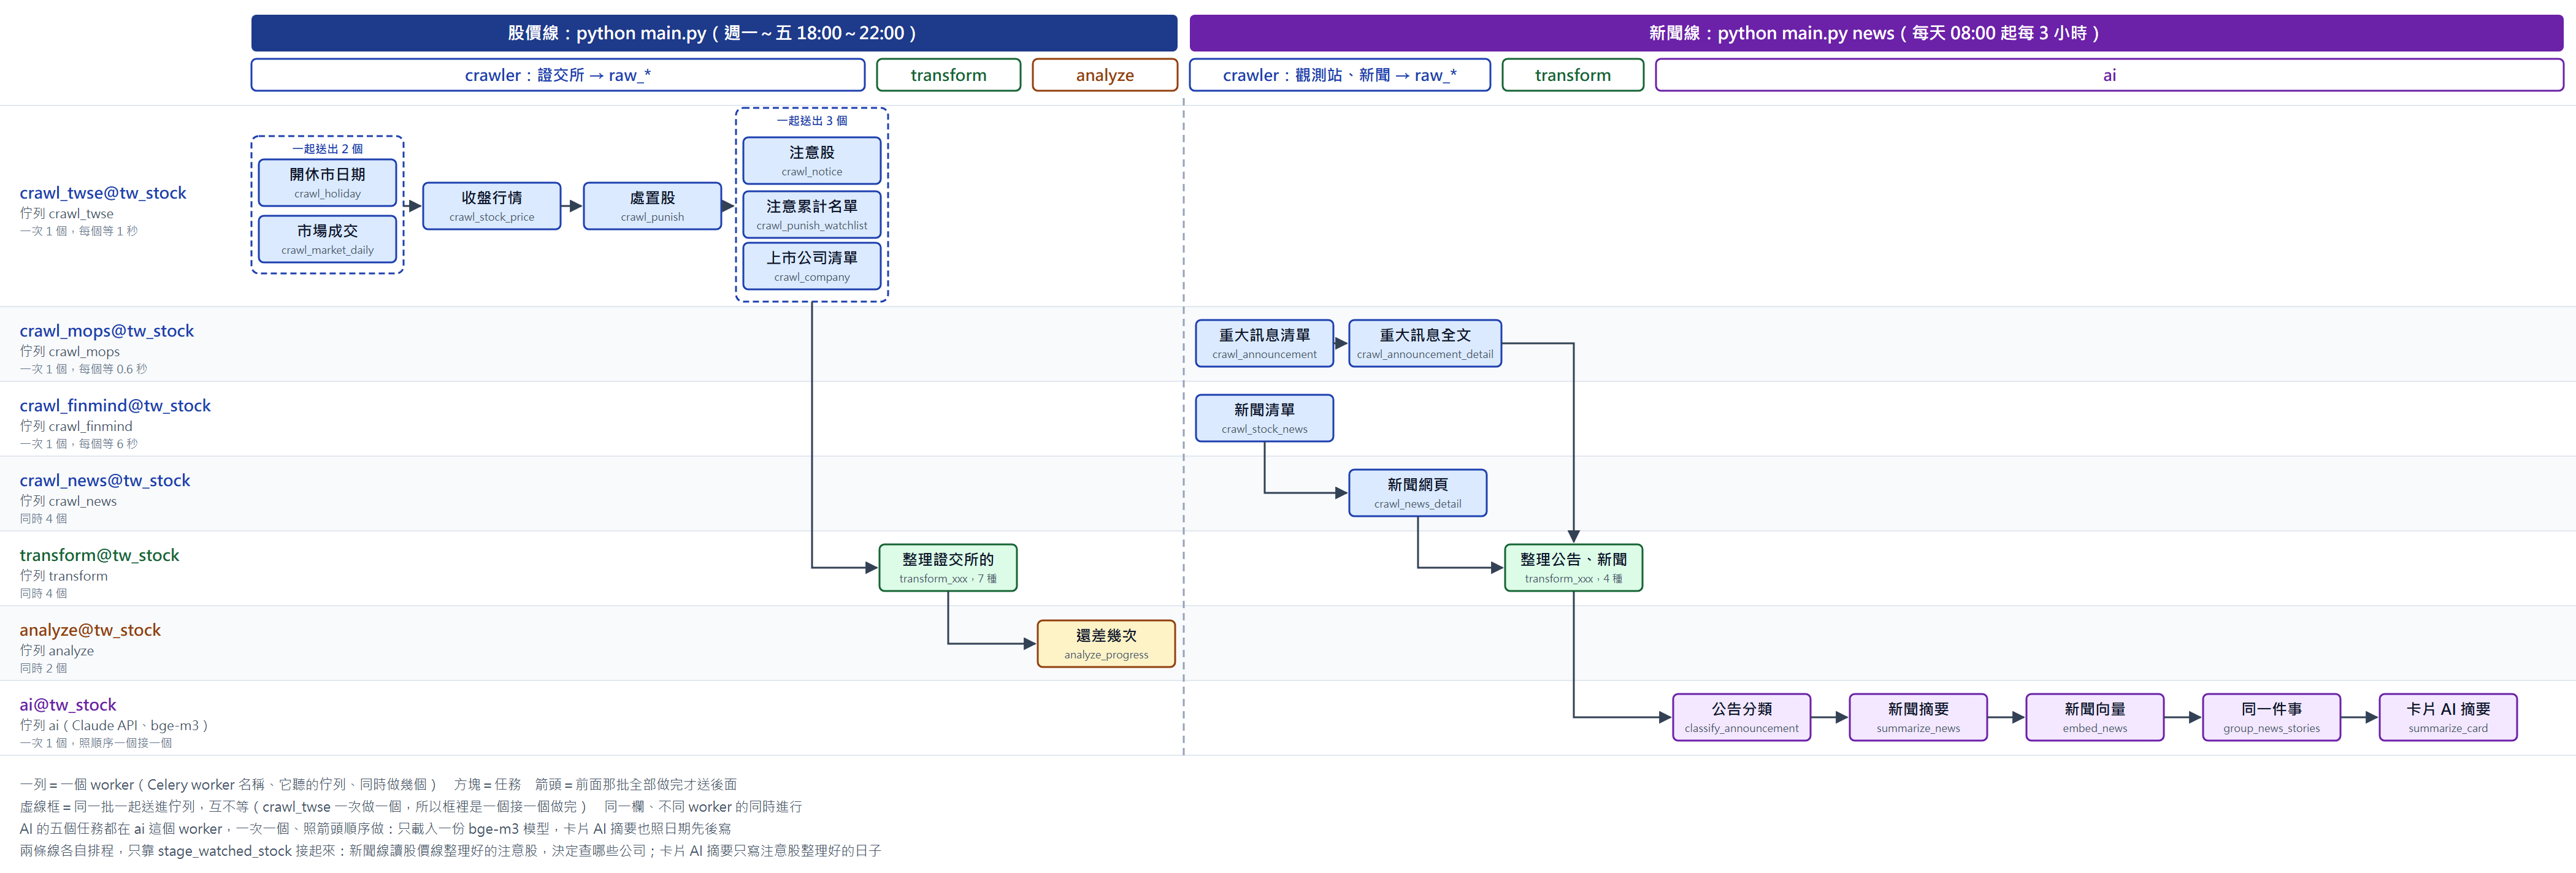 股價線：python main.py（週一～五 18:00～22:00）
新聞線：python main.py news（每天 08:00 起每 3 小時）
crawler：證交所 → raw_*
transform
analyze
crawler：觀測站、新聞 → raw_*
transform
ai
crawl_twse@tw_stock
佇列 crawl_twse
一次 1 個，每個等 1 秒
一起送出 2 個
開休市日期
crawl_holiday
市場成交
crawl_market_daily
收盤行情
crawl_stock_price
處置股
crawl_punish
一起送出 3 個
注意股
crawl_notice
注意累計名單
crawl_punish_watchlist
上市公司清單
crawl_company
crawl_mops@tw_stock
佇列 crawl_mops
一次 1 個，每個等 0.6 秒
重大訊息清單
crawl_announcement
重大訊息全文
crawl_announcement_detail
crawl_finmind@tw_stock
佇列 crawl_finmind
一次 1 個，每個等 6 秒
新聞清單
crawl_stock_news
crawl_news@tw_stock
佇列 crawl_news
同時 4 個
新聞網頁
crawl_news_detail
transform@tw_stock
佇列 transform
同時 4 個
整理證交所的
transform_xxx，7 種
整理公告、新聞
transform_xxx，4 種
analyze@tw_stock
佇列 analyze
同時 2 個
還差幾次
analyze_progress
ai@tw_stock
佇列 ai（Claude API、bge-m3）
一次 1 個，照順序一個接一個
公告分類
classify_announcement
新聞摘要
summarize_news
新聞向量
embed_news
同一件事
group_news_stories
卡片 AI 摘要
summarize_card
一列 = 一個 worker（Celery worker 名稱、它聽的佇列、同時做幾個） 方塊 = 任務 箭頭 = 前面那批全部做完才送後面
虛線框 = 同一批一起送進佇列，互不等（crawl_twse 一次做一個，所以框裡是一個接一個做完） 同一欄、不同 worker 的同時進行
AI 的五個任務都在 ai 這個 worker，一次一個、照箭頭順序做：只載入一份 bge-m3 模型，卡片 AI 摘要也照日期先後寫
兩條線各自排程，只靠 stage_watched_stock 接起來：新聞線讀股價線整理好的注意股，決定查哪些公司；卡片 AI 摘要只寫注意股整理好的日子